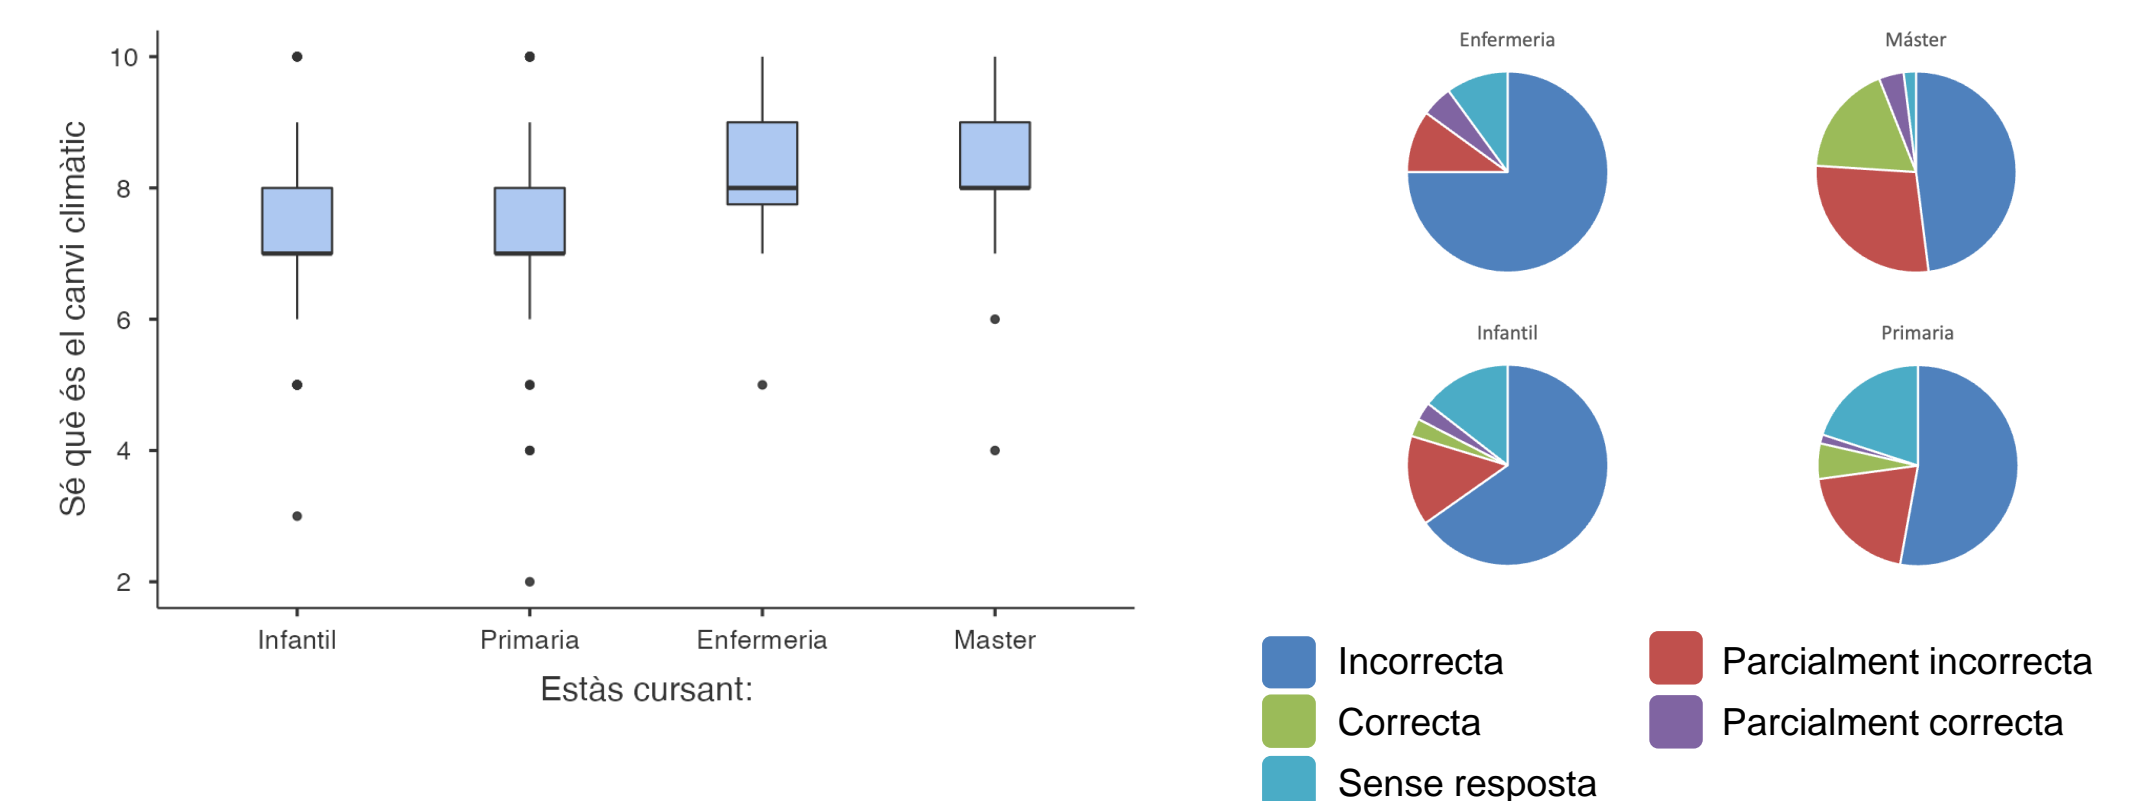 Sé què és el canvi climàtic
10
8
6
4
2
Infantil Primaria Enfermeria Master
Estàs cursant:
Enfermeria
Máster
Infantil
Primaria
Incorrecta
Parcialment incorrecta
Correcta
Parcialment correcta
Sense resposta